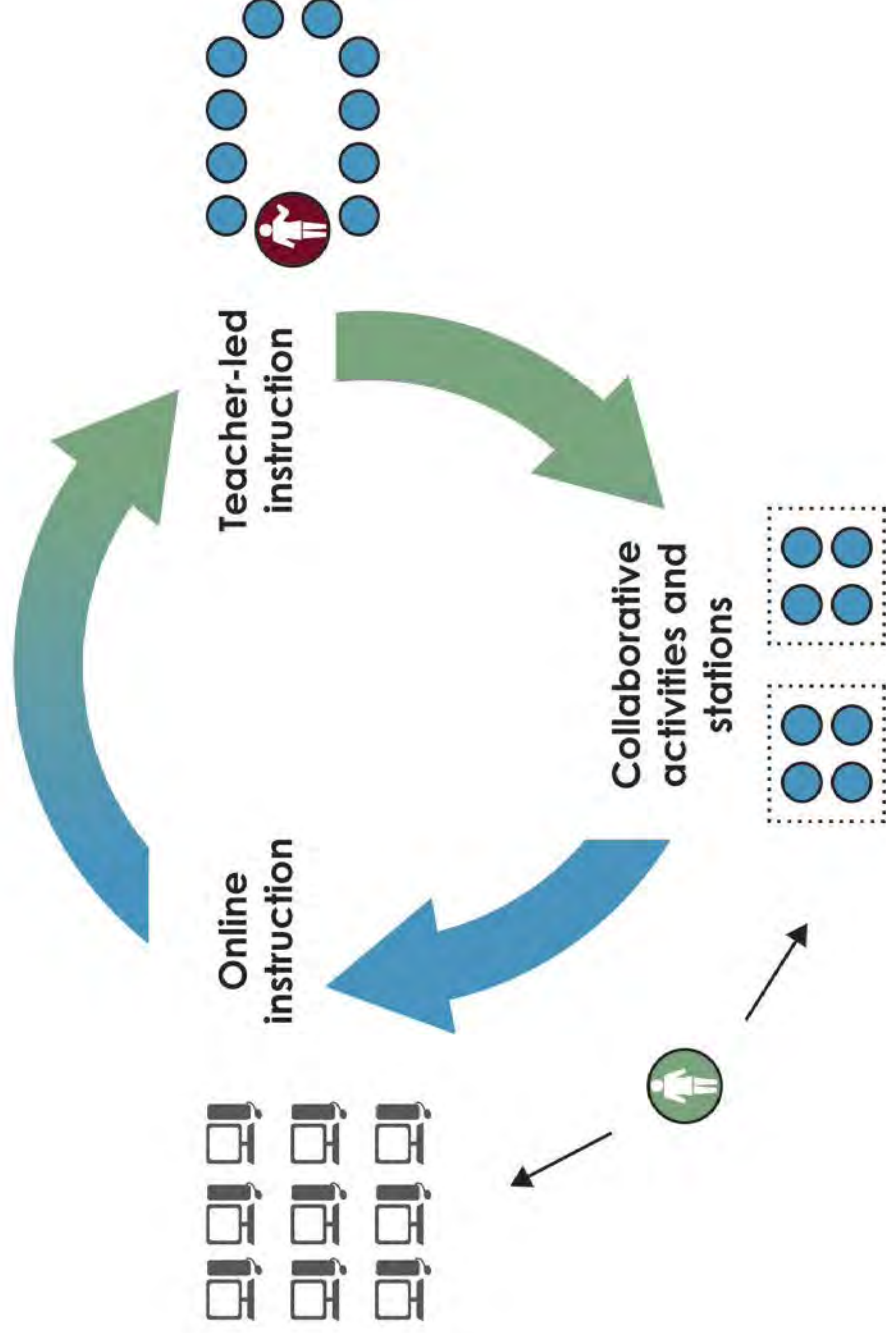 Online
instruction
Teacher-led
instruction
Collaborative
activities and
stations